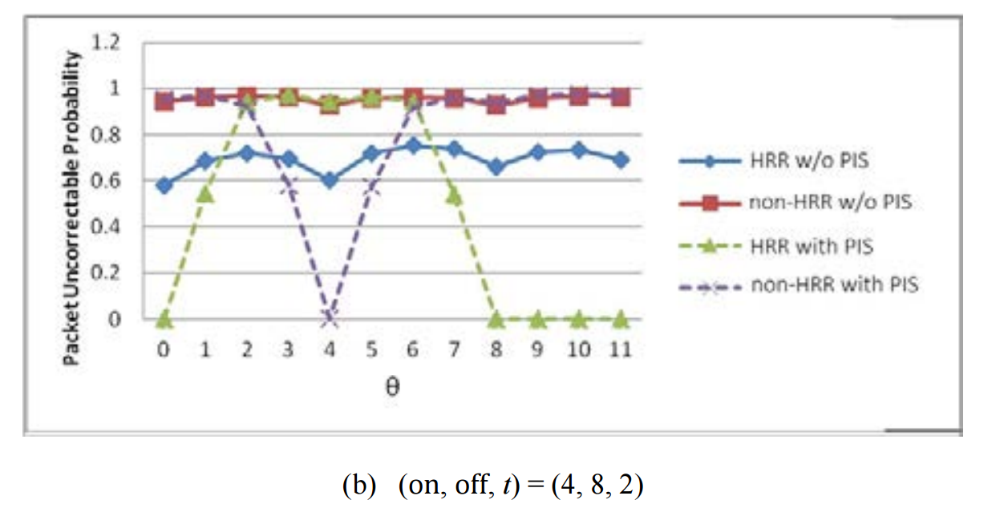 Packet Uncorrectable Probability
1.2
1
0.8
0.6
0.4
0.2
0
0 1 2 3 4 5 6 7 8 9 10 11
θ
HRR w/o PIS
non-HRR w/o PIS
HRR with PIS
non-HRR with PIS
(b) (on, off, t) = (4, 8, 2)